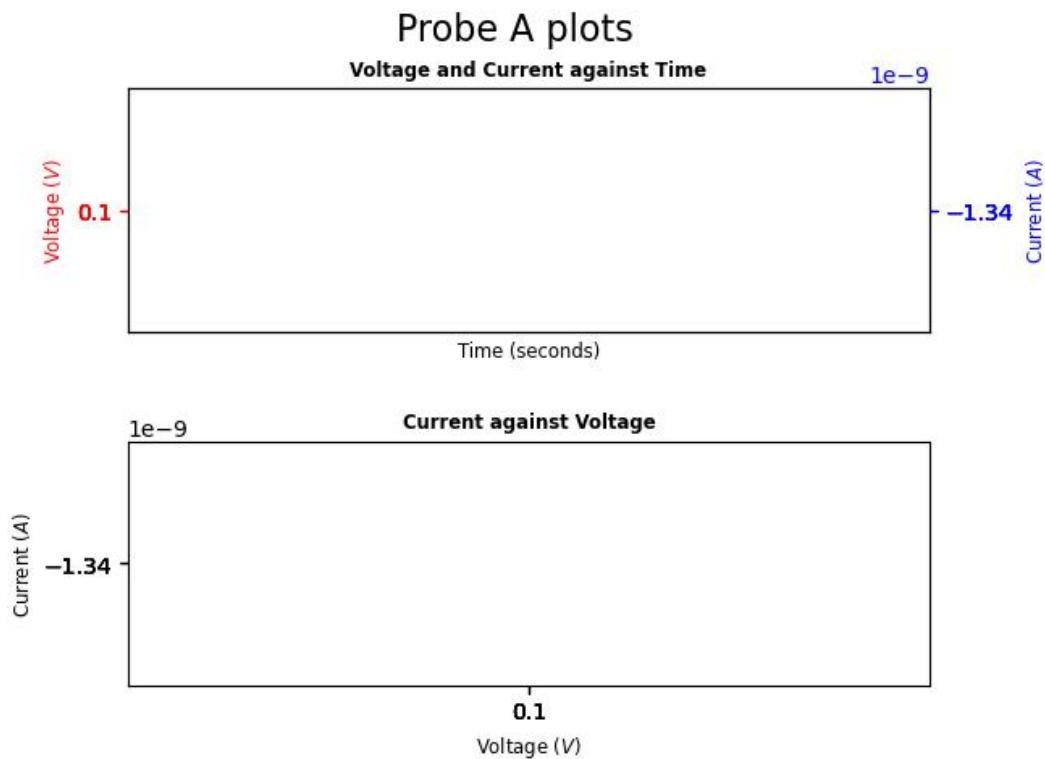 Probe A plots
Voltage and Current against Time
1e−9
Voltage (V)
0.1
−1.34
Current (A)
Time (seconds)
Current against Voltage
1e−9
Current (A)
−1.34
0.1
Voltage (V)